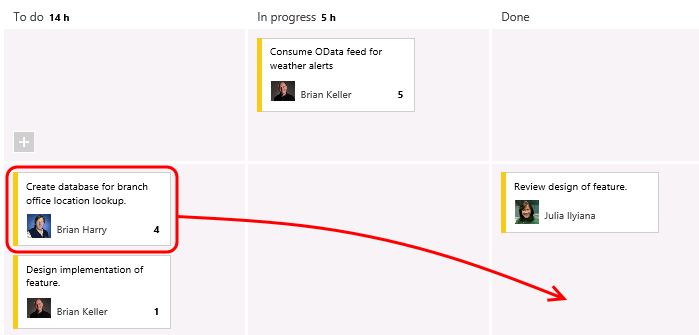 To do 14 h
In progress 5 h
Done
Consume OData feed for
weather alerts
Brian Keller 5
+
Create database for branch
office location lookup.
Brian Harry 4
Review design of feature.
Julia Ilyiana
Design implementation of
feature.
Brian Keller 1